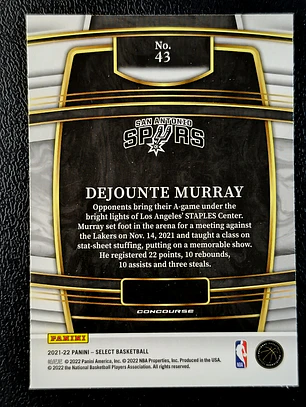 No.
43
SAN ANTONIO
SPURS
DEJOUNTE MURRAY
Opponents bring their A-game under the
bright lights of Los Angeles' STAPLES Center.
Murray set foot in the arena for a meeting against
the Lakers on Nov. 14, 2021 and taught a class on
stat-sheet stuffing, putting on a memorable show.
He registered 22 points, 10 rebounds,
10 assists and three steals.
CONCOURSE
PANINI
2021-22 PANINI – SELECT BASKETBALL
© 2022 Panini America, Inc. © 2022 NBA Properties, Inc. Produced in the USA.
© 2022 the National Basketball Players Association. All rights reserved.